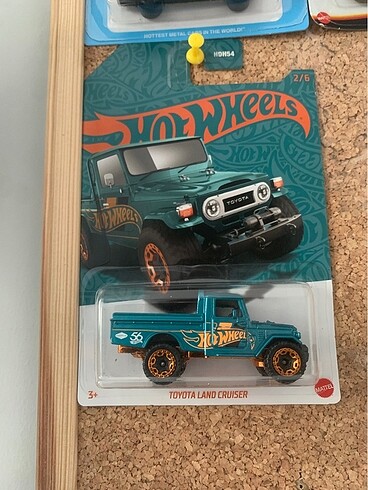 HOTTEST METAL CARS IN THE WORLD!
HDH54
2/6
HOT WHEELS
TOYOTA
HOT WHEELS
56
HOT WHEELS
3+
TOYOTA LAND CRUISER
MATTEL